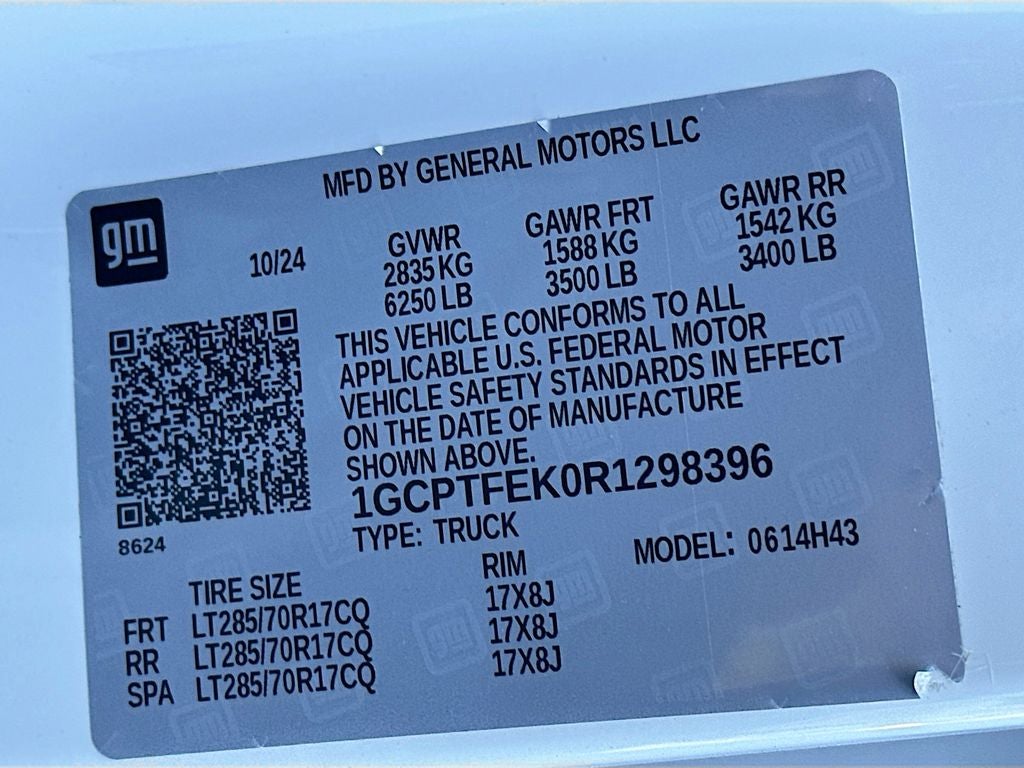 MFD BY GENERAL MOTORS LLC
gm
10/24
GVWR
2835 KG
6250 LB
GAWR FRT
1588 KG
3500 LB
GAWR RR
1542 KG
3400 LB
THIS VEHICLE CONFORMS TO ALL
APPLICABLE U.S. FEDERAL MOTOR
VEHICLE SAFETY STANDARDS IN EFFECT
ON THE DATE OF MANUFACTURE
SHOWN ABOVE.
1GCPTFEK0R1298396
8624
TYPE: TRUCK
MODEL: 0614H43
TIRE SIZE RIM
FRT LT285/70R17CQ 17X8J
RR LT285/70R17CQ 17X8J
SPA LT285/70R17CQ 17X8J